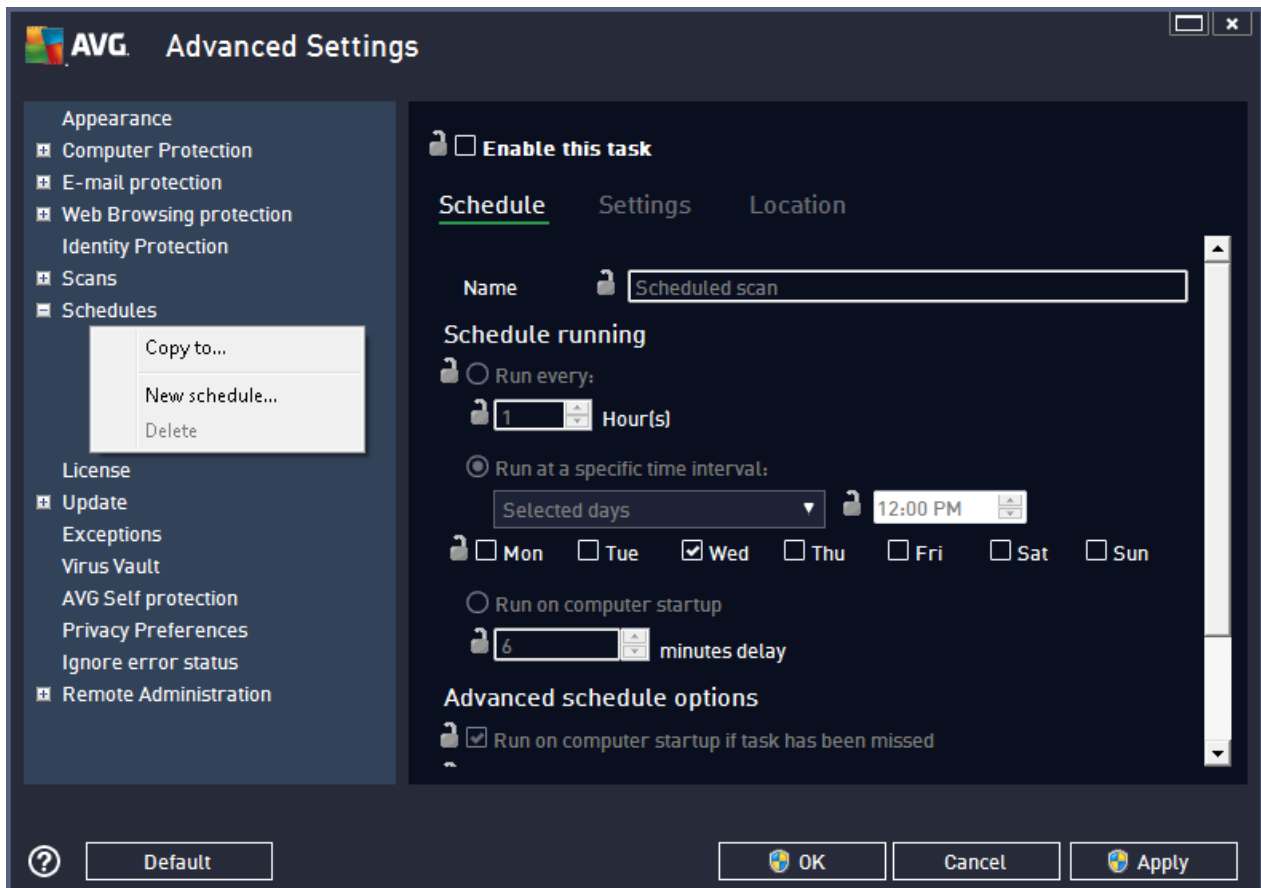 AVG. Advanced Settings
Appearance
Computer Protection
E-mail protection
Web Browsing protection
Identity Protection
Scans
Schedules
Copy to...
New schedule...
Delete
License
Update
Exceptions
Virus Vault
AVG Self protection
Privacy Preferences
Ignore error status
Remote Administration
Enable this task
Schedule Settings Location
Name Scheduled scan
Schedule running
Run every:
1 Hour(s)
Run at a specific time interval:
Selected days 12:00 PM
Mon Tue Wed Thu Fri Sat Sun
Run on computer startup
6 minutes delay
Advanced schedule options
Run on computer startup if task has been missed
? Default OK Cancel Apply